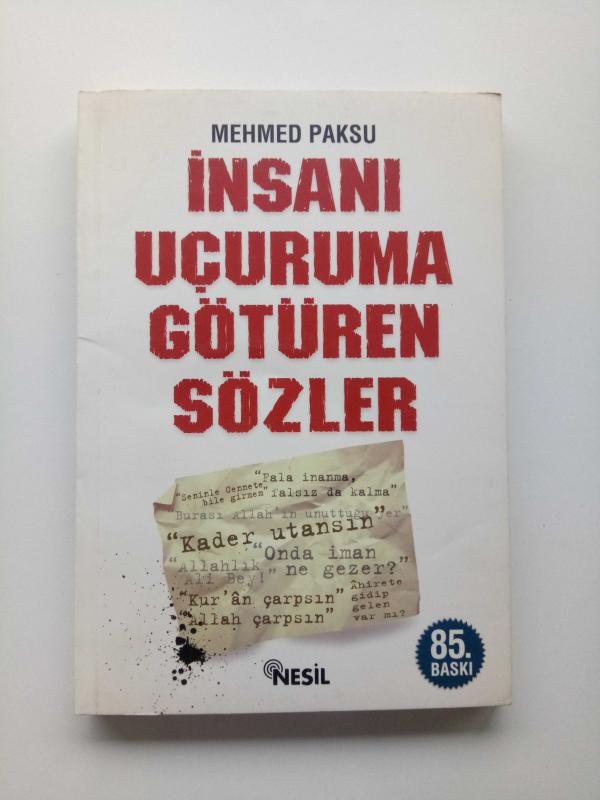 MEHMED PAKSU
İNSANI
UÇURUMA
GÖTÜREN
SÖZLER
"Fala inanma,
falsız da kalma"
"Seninle Cennete
bile girmem"
"Burası Allah'ın unuttuğu yer"
"Kader utansın"
"Allahlık
Ali Bey!"
"Onda iman
ne gezer?"
"Kur'ân çarpsın"
"Allah çarpsın"
Âhirete
gidip
gelen
var mı?
NESİL
85.
BASKI